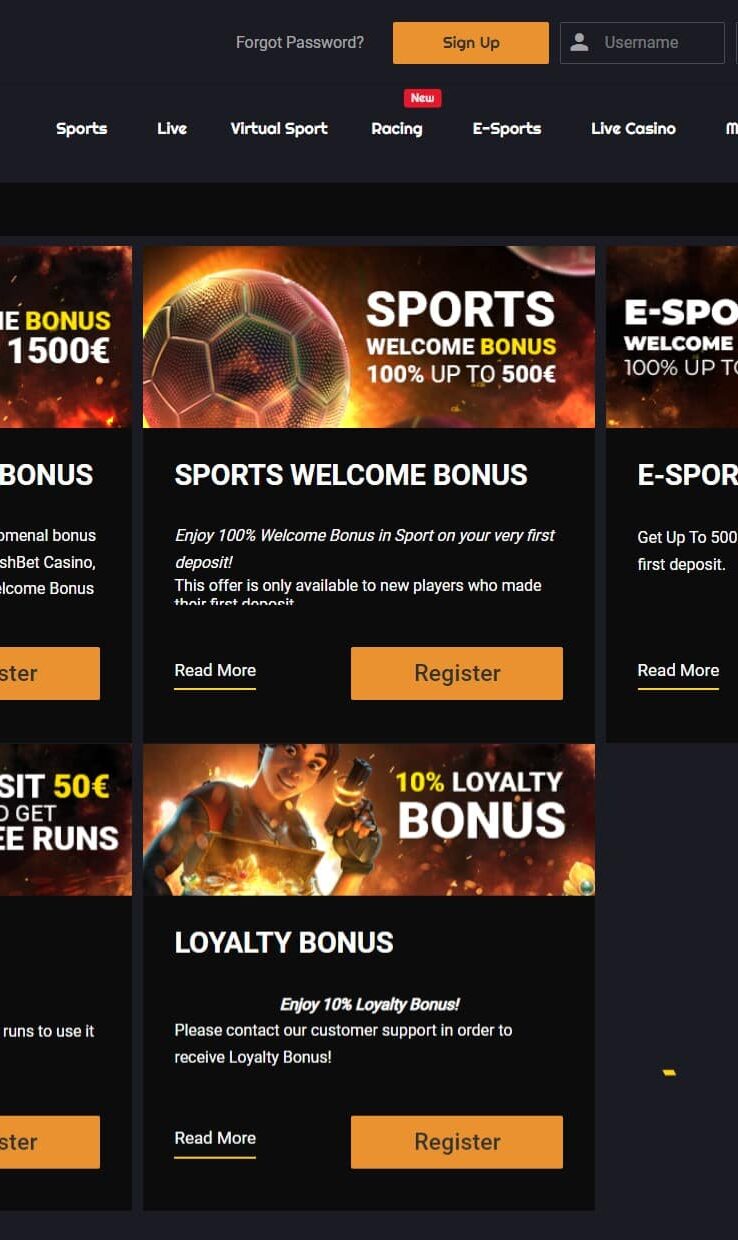 Forgot Password?
Sign Up
Username
New
Sports
Live
Virtual Sport
Racing
E-Sports
Live Casino
M
BONUS
1500€
SPORTS
WELCOME BONUS
100% UP TO 500€
E-SPO
WELCOME
100% UP TO
BONUS
omenal bonus
shBet Casino,
elcome Bonus
ster
SPORTS WELCOME BONUS
Enjoy 100% Welcome Bonus in Sport on your very first
deposit!
This offer is only available to new players who made
their first deposit
Read More
Register
E-SPOR
Get Up To 500
first deposit.
Read More
SIT 50€
D GET
EE RUNS
runs to use it
ster
10% LOYALTY
BONUS
LOYALTY BONUS
Enjoy 10% Loyalty Bonus!
Please contact our customer support in order to
receive Loyalty Bonus!
Read More
Register